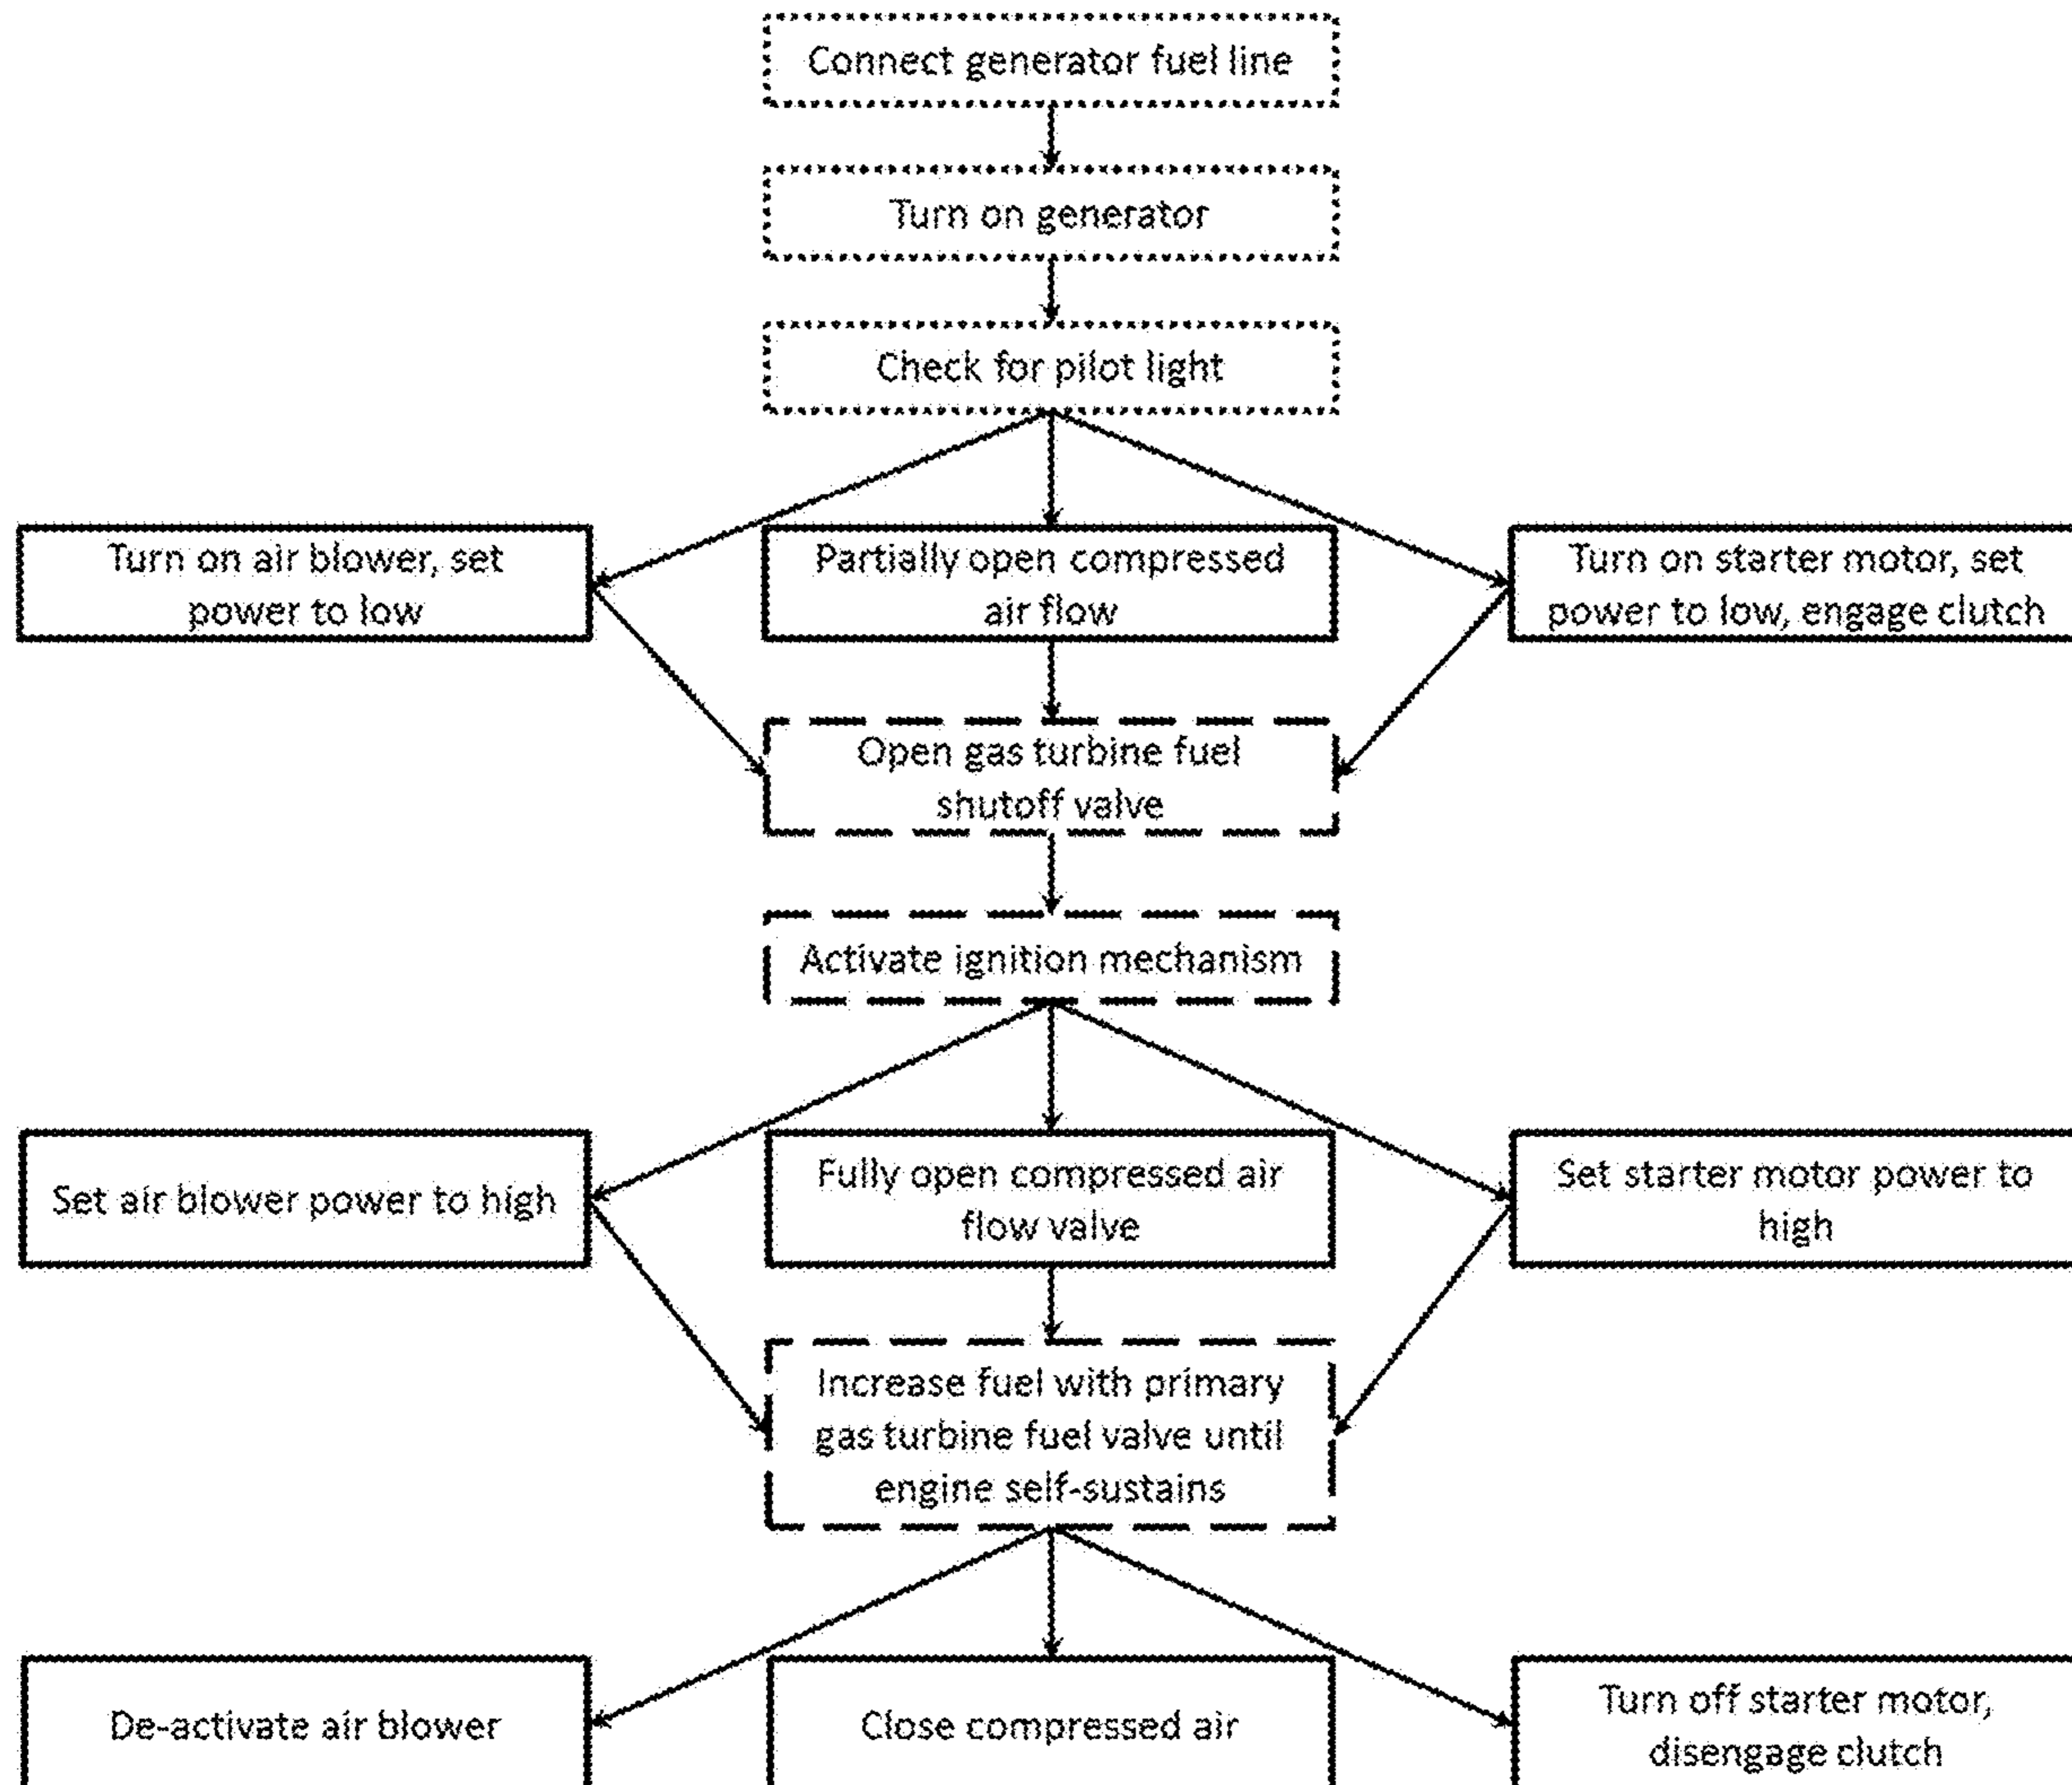 Connect generator fuel line
Turn on generator
Check for pilot light
Turn on air blower, set
power to low
Partially open compressed
air flow
Turn on starter motor, set
power to low, engage clutch
Open gas turbine fuel
shutoff valve
Activate ignition mechanism
Set air blower power to high
Fully open compressed air
flow valve
Set starter motor power to
high
Increase fuel with primary
gas turbine fuel valve until
engine self-sustains
De-activate air blower
Close compressed air
Turn off starter motor,
disengage clutch